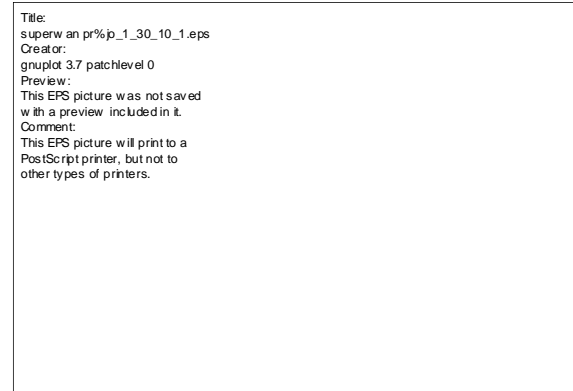 Title:
superwan pr%jo_1_30_10_1.eps
Creator:
gnuplot 3.7 patchlevel 0
Preview:
This EPS picture was not saved
with a preview included in it.
Comment:
This EPS picture will print to a
PostScript printer, but not to
other types of printers.